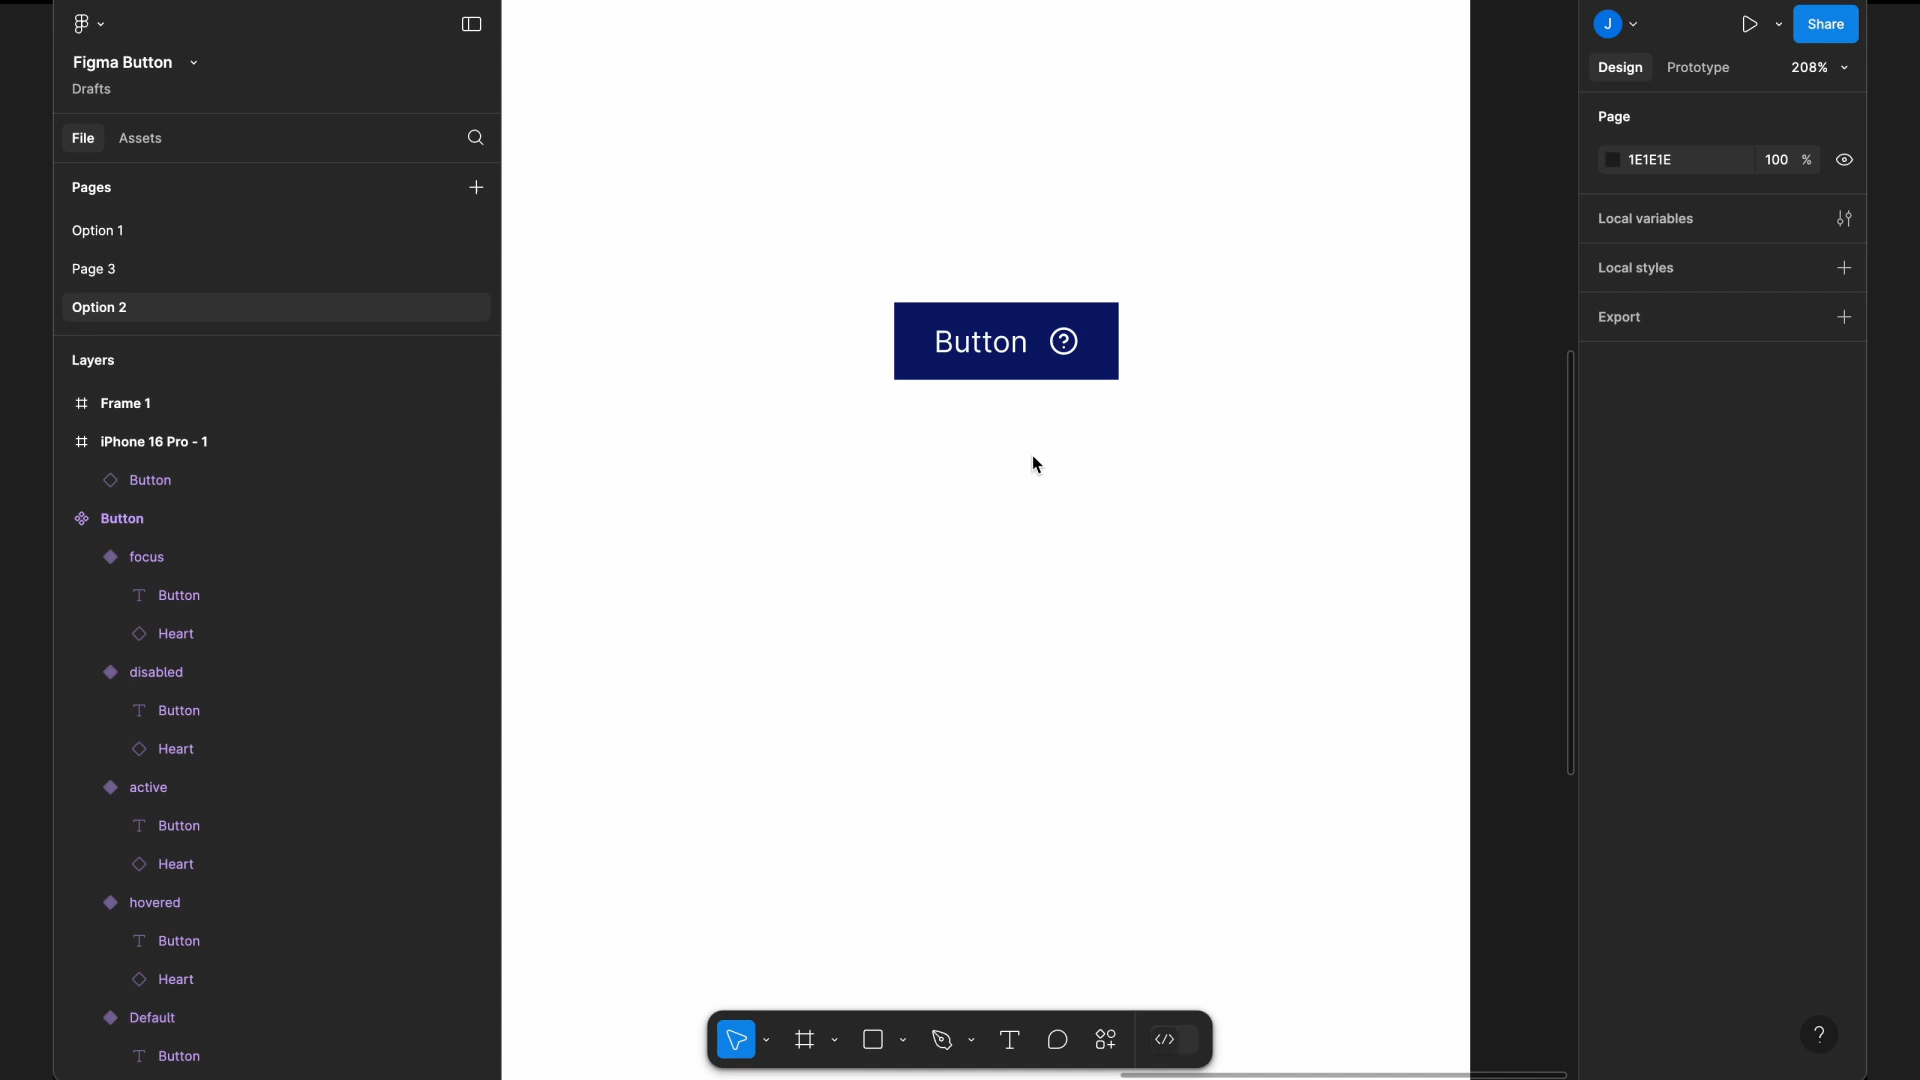 Figma Button
Drafts
File Assets
Pages
Option 1
Page 3
Option 2
Layers
Frame 1
iPhone 16 Pro - 1
Button
Button
focus
Button
Heart
disabled
Button
Heart
active
Button
Heart
hovered
Button
Heart
Default
Button
Button ?
J
Share
Design Prototype 208%
Page
1E1E1E 100 %
Local variables
Local styles
Export
?